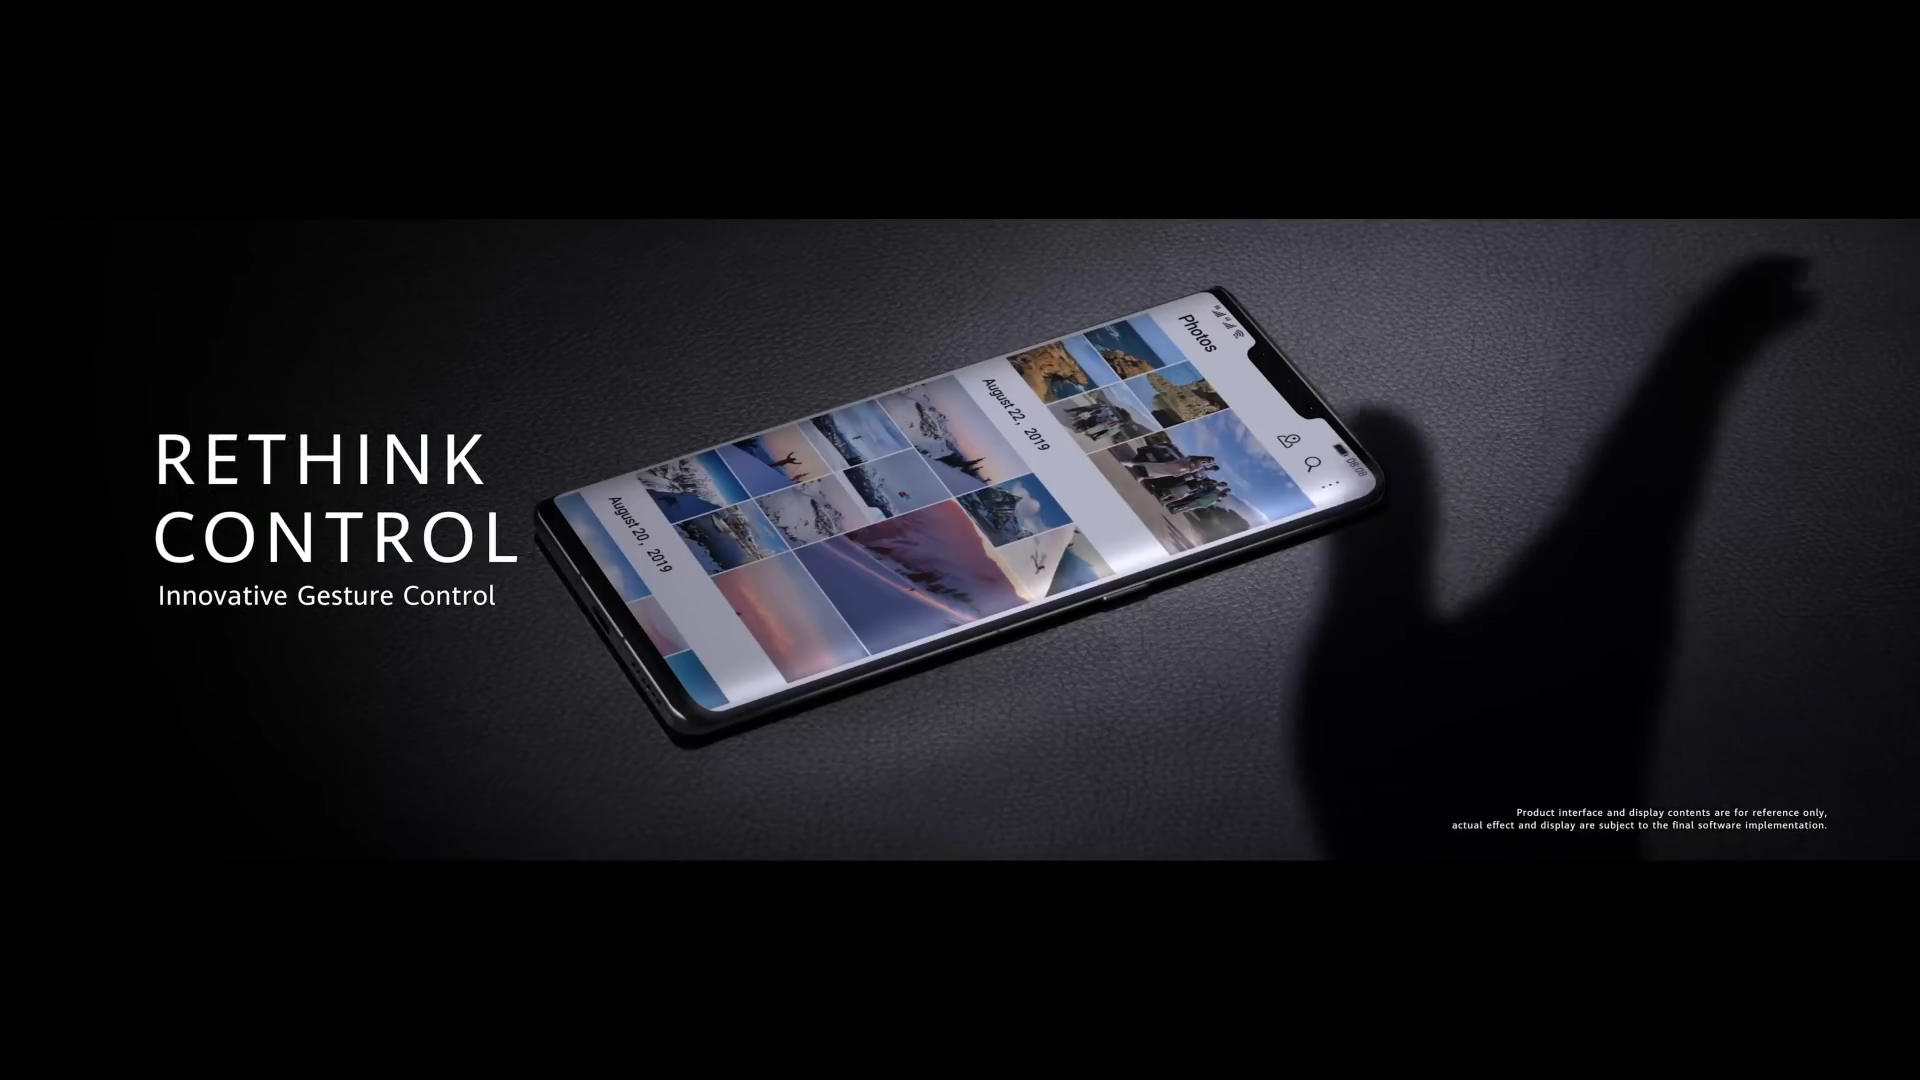 RETHINK
CONTROL
Innovative Gesture Control
Photos
08:08
August 22, 2019
August 20, 2019
Product interface and display contents are for reference only,
actual effect and display are subject to the final software implementation.